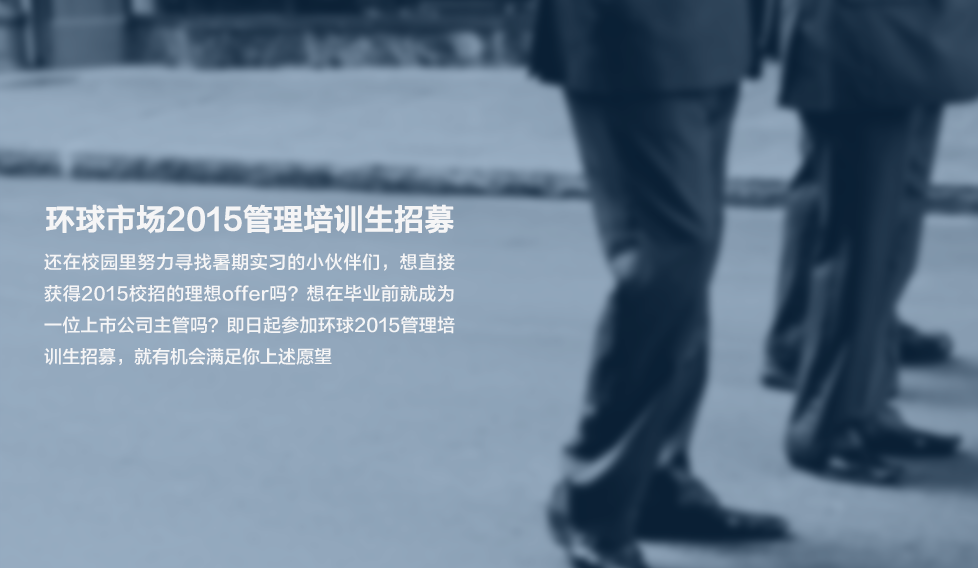 环球市场2015管理培训生招募
还在校园里努力寻找暑期实习的小伙伴们，想直接
获得2015校招的理想offer吗？想在毕业前就成为
一位上市公司主管吗？即日起参加环球2015管理培
训生招募，就有机会满足你上述愿望